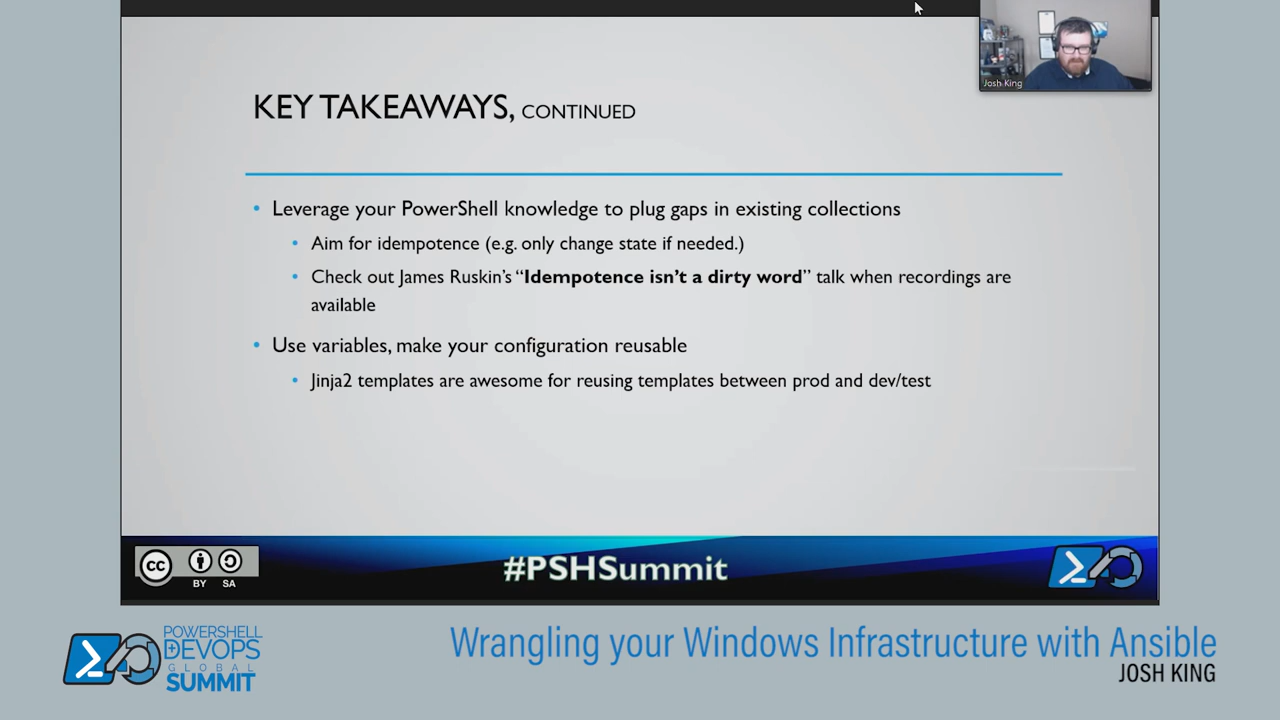 Josh King
KEY TAKEAWAYS, CONTINUED
• Leverage your PowerShell knowledge to plug gaps in existing collections
• Aim for idempotence (e.g. only change state if needed.)
• Check out James Ruskin's “Idempotence isn't a dirty word” talk when recordings are
available
• Use variables, make your configuration reusable
• Jinja2 templates are awesome for reusing templates between prod and dev/test
cc
BY SA
#PSHSummit
POWERSHELL
+DEVOPS
GLOBAL
SUMMIT
Wrangling your Windows Infrastructure with Ansible
JOSH KING